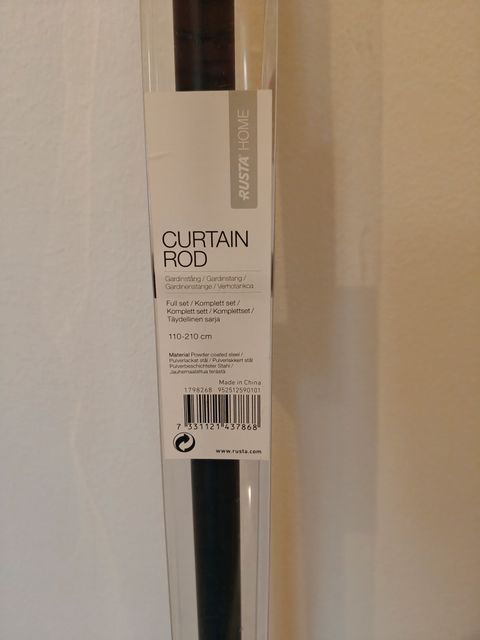 RUSTA HOME
CURTAIN
ROD
Gardinstång / Gardinstang /
Gardinenstange / Verhotankoa
Full set / Komplett set /
Komplett sett / Komplettset /
Täydellinen sarja
110-210 cm
Material Powder coated steel /
Pulverlackat stål / Pulverlakkert stål
Pulverbeschichteter Stahl /
Jauhemaalattua terästä
Made in China
1798268 952512590101
7 331121 437868
www.rusta.com